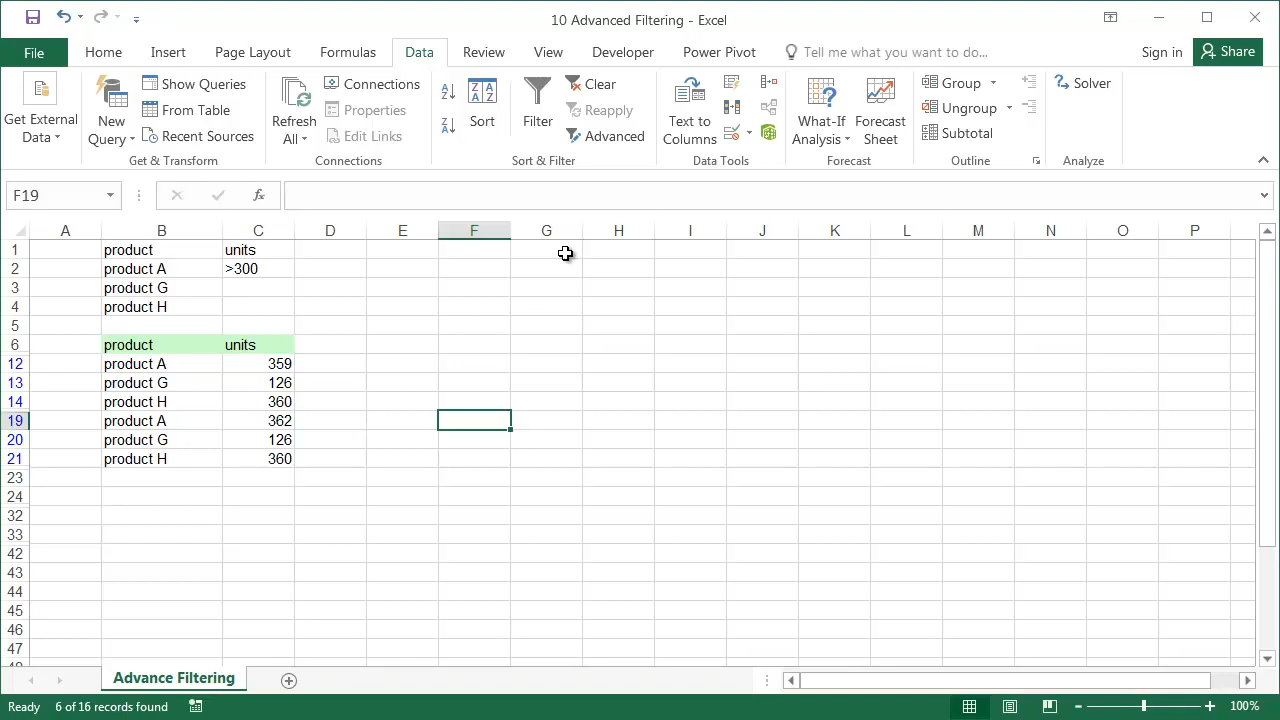 10 Advanced Filtering - Excel
File Home Insert Page Layout Formulas Data Review View Developer Power Pivot Tell me what you want to do... Sign in Share
Get External Data
New Query
Show Queries
From Table
Recent Sources
Get & Transform
Refresh All
Connections
Properties
Edit Links
Connections
A Z
Z A
Z A A Z
Sort
Filter
Clear
Reapply
Advanced
Sort & Filter
Text to Columns
Data Tools
What-If Analysis
Forecast Sheet
Forecast
Group
Ungroup
Subtotal
Outline
Solver
Analyze
F19 fx
A B C D E F G H I J K L M N O P
1 product units
2 product A >300
3 product G
4 product H
5
6 product units
12 product A 359
13 product G 126
14 product H 360
19 product A 362
20 product G 126
21 product H 360
23
24
32
33
42
43
44
45
46
47
48
Advance Filtering
Ready 6 of 16 records found 100%